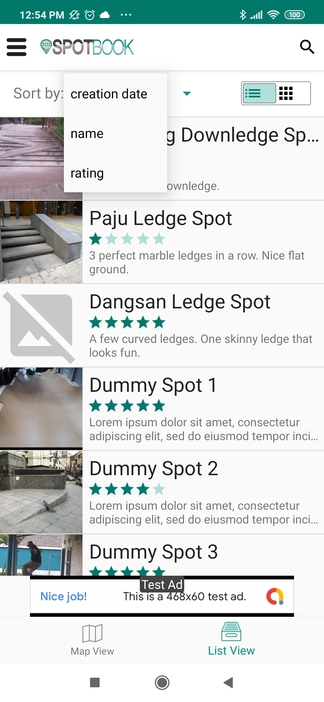 12:54 PM
100
SPOTBOOK
Sort by:
creation date
name
rating
g Downledge Sp...
ownledge.
Paju Ledge Spot
3 perfect marble ledges in a row. Nice flat
ground.
Dangsan Ledge Spot
A few curved ledges. One skinny ledge that
looks fun.
Dummy Spot 1
Lorem ipsum dolor sit amet, consectetur
adipiscing elit, sed do eiusmod tempor inci...
Dummy Spot 2
Lorem ipsum dolor sit amet, consectetur
adipiscing elit, sed do eiusmod tempor inci...
Dummy Spot 3
Test Ad
Nice job!
This is a 468x60 test ad.
Map View
List View